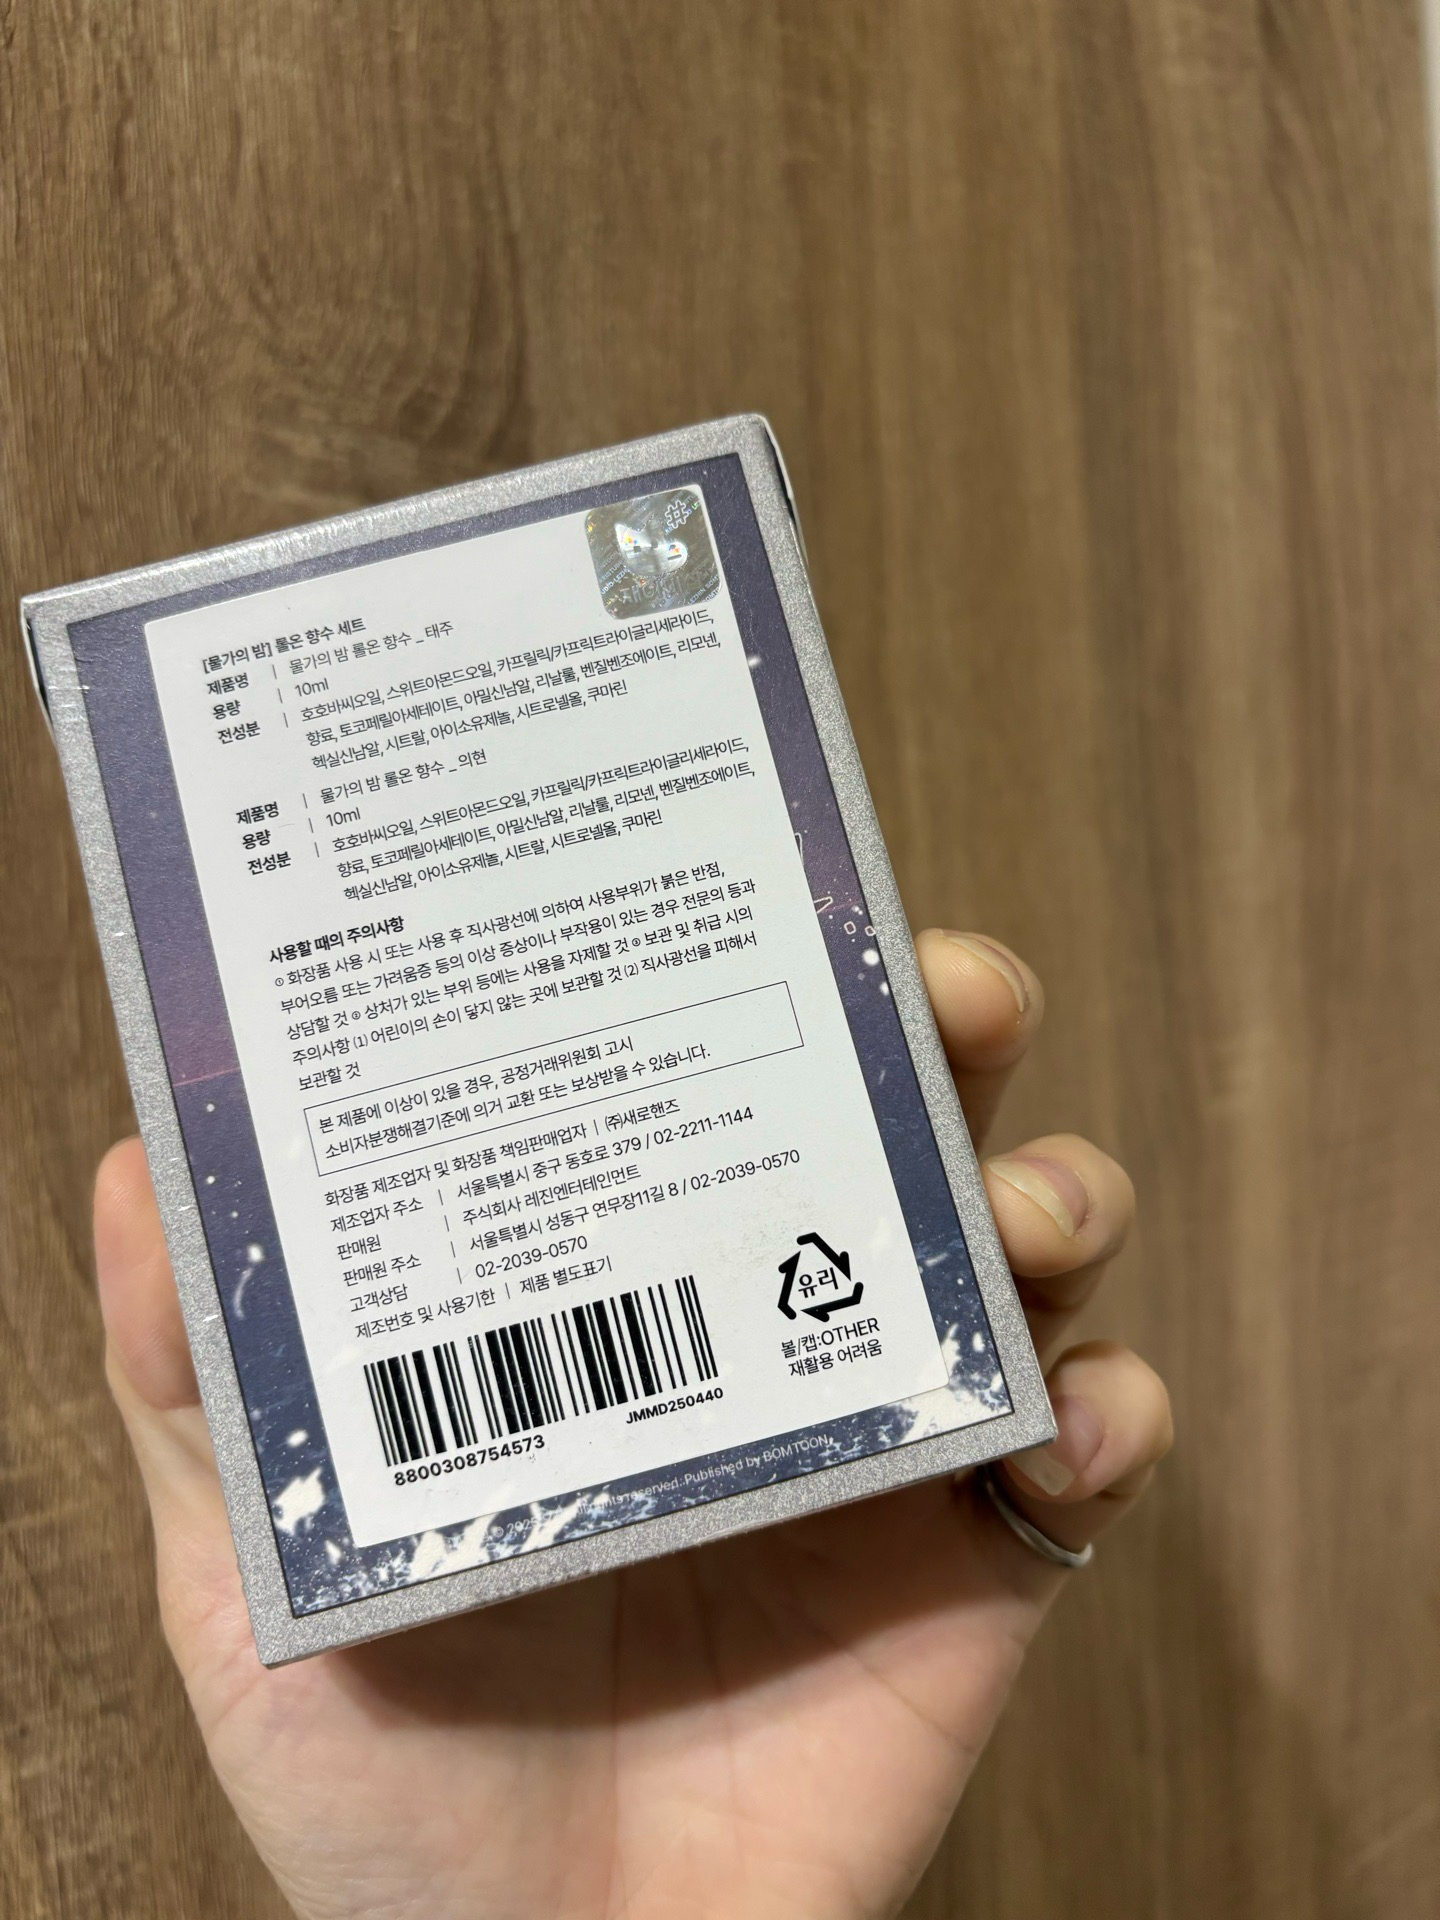 [물가의 밤] 롤온 향수 세트
제품명 | 물가의 밤 롤온 향수 _ 태주
용량 | 10ml
전성분 | 호호바씨오일, 스위트아몬드오일, 카프릴릭/카프릭트라이글리세라이드,
향료, 토코페릴아세테이트, 아밀신남알, 리날룰, 벤질벤조에이트, 리모넨,
헥실신남알, 시트랄, 아이소유제놀, 시트로넬올, 쿠마린
제품명 | 물가의 밤 롤온 향수 _ 의현
용량 | 10ml
전성분 | 호호바씨오일, 스위트아몬드오일, 카프릴릭/카프릭트라이글리세라이드,
향료, 토코페릴아세테이트, 아밀신남알, 리날룰, 리모넨, 벤질벤조에이트,
헥실신남알, 아이소유제놀, 시트랄, 시트로넬올, 쿠마린
사용할 때의 주의사항
① 화장품 사용 시 또는 사용 후 직사광선에 의하여 사용부위가 붉은 반점,
부어오름 또는 가려움증 등의 이상 증상이나 부작용이 있는 경우 전문의 등과
상담할 것 ② 상처가 있는 부위 등에는 사용을 자제할 것 ③ 보관 및 취급 시의
주의사항 (1) 어린이의 손이 닿지 않는 곳에 보관할 것 (2) 직사광선을 피해서
보관할 것
본 제품에 이상이 있을 경우, 공정거래위원회 고시
소비자분쟁해결기준에 의거 교환 또는 보상받을 수 있습니다.
화장품 제조업자 및 화장품 책임판매업자 | ㈜새로핸즈
제조업자 주소 | 서울특별시 중구 동호로 379 / 02-2211-1144
판매원 | 주식회사 레진엔터테인먼트
판매원 주소 | 서울특별시 성동구 연무장11길 8 / 02-2039-0570
고객상담 | 02-2039-0570
제조번호 및 사용기한 | 제품 별도표기
유리
볼/캡:OTHER
재활용 어려움
JMMD250440
8800308754573
rights reserved. Published by BOMTOON